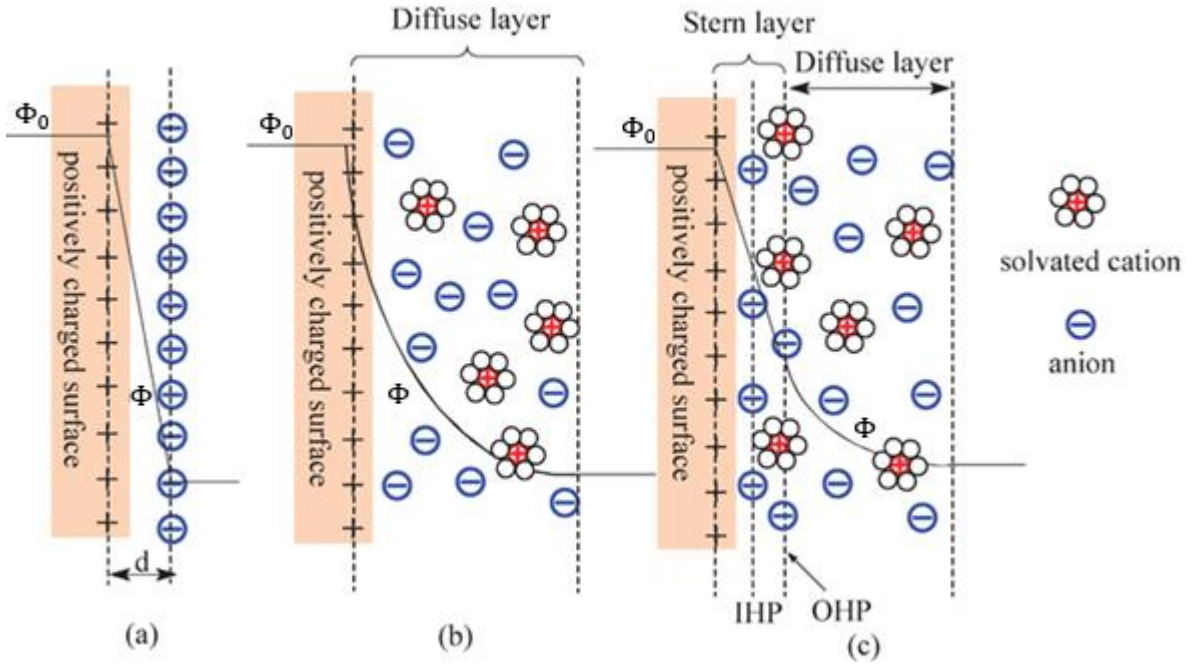 Diffuse layer
Stern layer
Diffuse layer
Φ₀
Φ₀
Φ₀
positively charged surface
positively charged surface
positively charged surface
solvated cation
anion
Φ
Φ
Φ
d
IHP
OHP
(a)
(b)
(c)